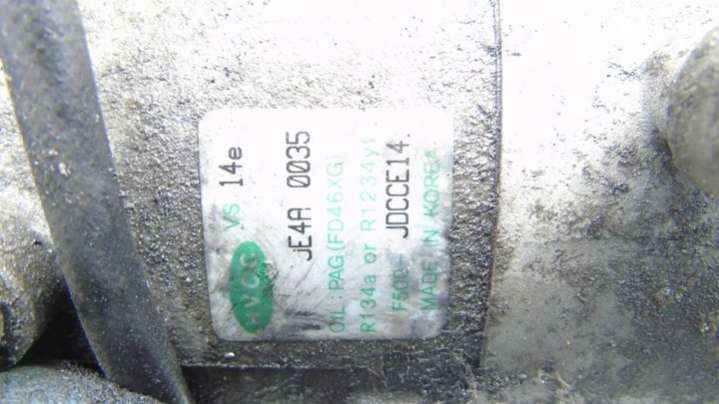 HVCC VS 14e
jE4A 0035
OIL : PAG (FD46XG)
R134a or R1234yf
F500- JDCCE14
MADE IN KOREA